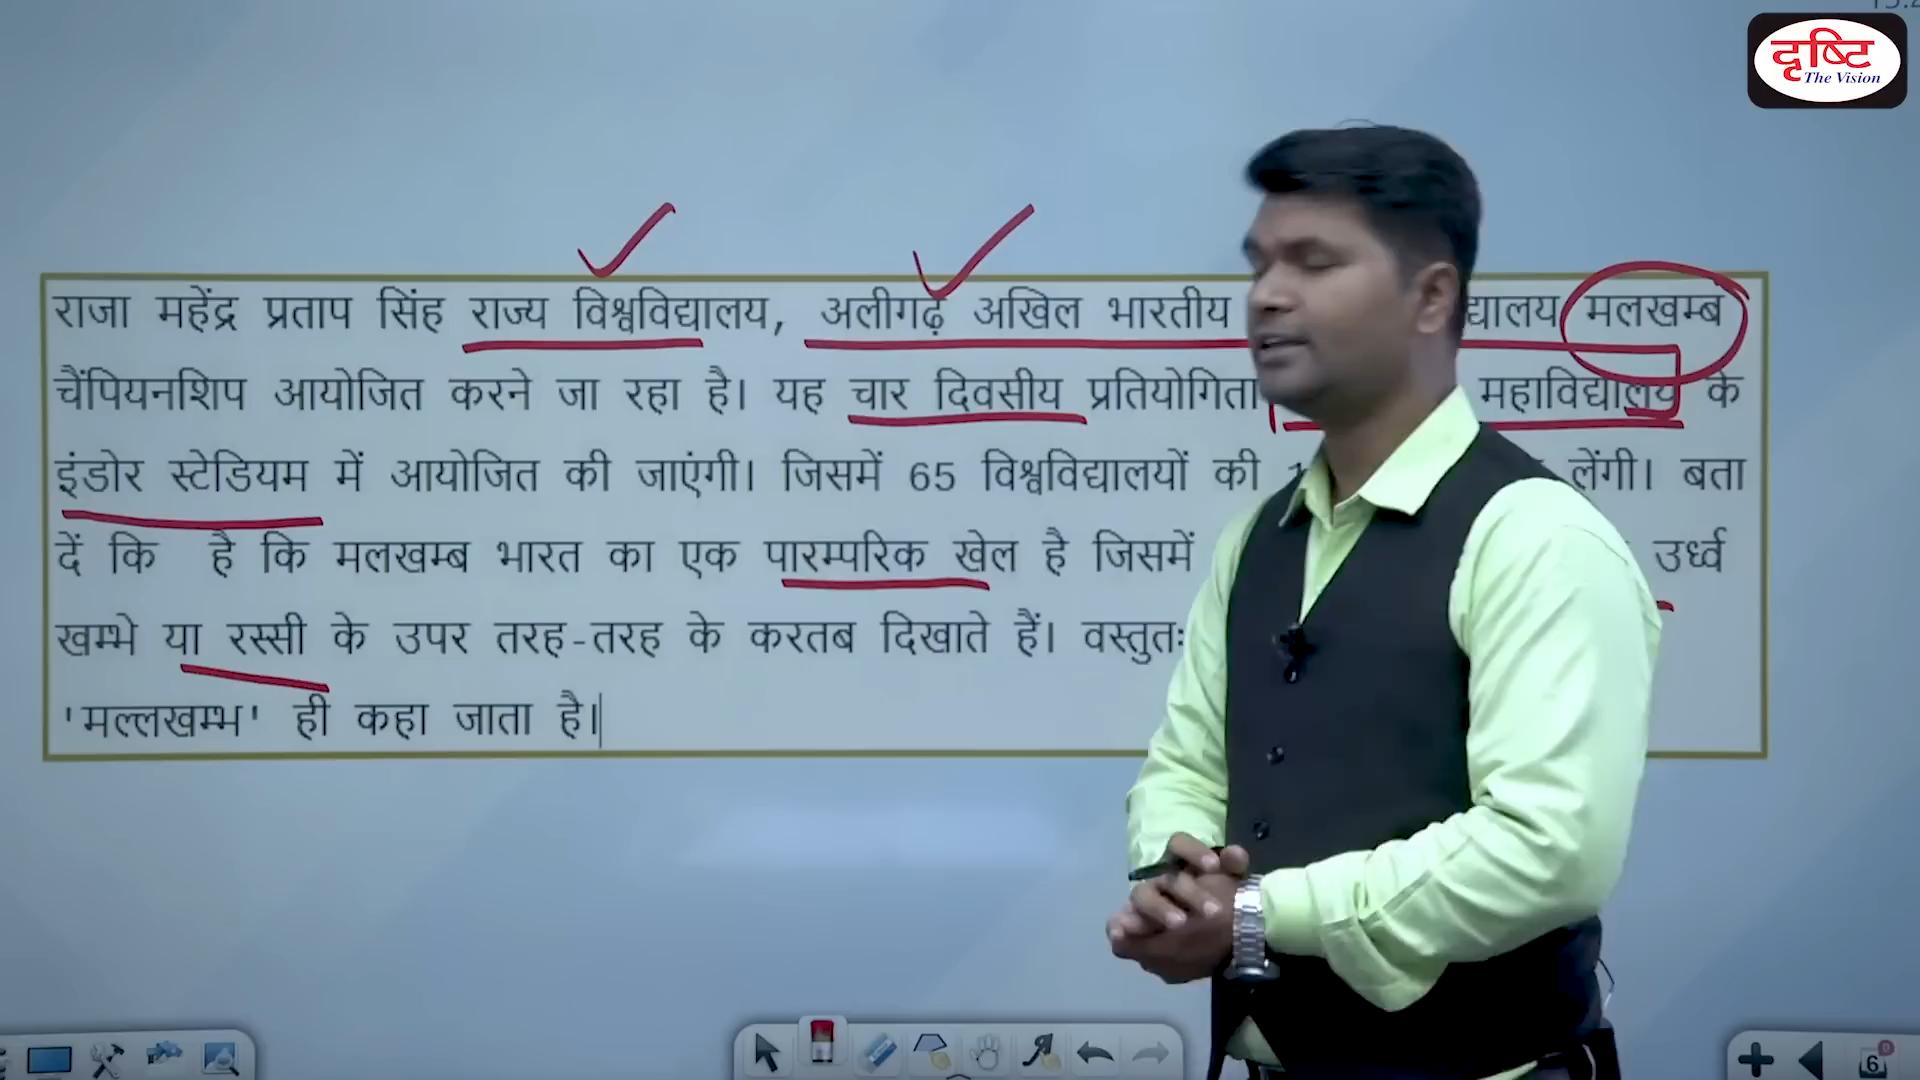 दृष्टि
The Vision
राजा महेंद्र प्रताप सिंह राज्य विश्वविद्यालय, अलीगढ़ अखिल भारतीय मलखम्ब
चैंपियनशिप आयोजित करने जा रहा है। यह चार दिवसीय प्रतियोगिता महाविद्यालय के
इंडोर स्टेडियम में आयोजित की जाएंगी। जिसमें 65 विश्वविद्यालयों की लेंगी। बता
दें कि है कि मलखम्ब भारत का एक पारम्परिक खेल है जिसमें उर्ध्व
खम्भे या रस्सी के उपर तरह-तरह के करतब दिखाते हैं। वस्तुतः
'मल्लखम्भ' ही कहा जाता है।
6